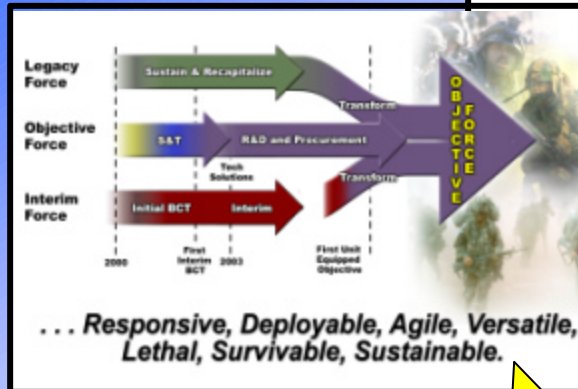 Legacy
Force
Sustain & Recapitalize
Transform
Objective
Force
S&T
R&D and Procurement
Tech
Solutions
Transform
Interim
Force
Initial BCT
Interim
OBJECTIVE
FORCE
2000
First
Interim
BCT
2003
First Unit
Equipped
Objective
. . . Responsive, Deployable, Agile, Versatile,
Lethal, Survivable, Sustainable.